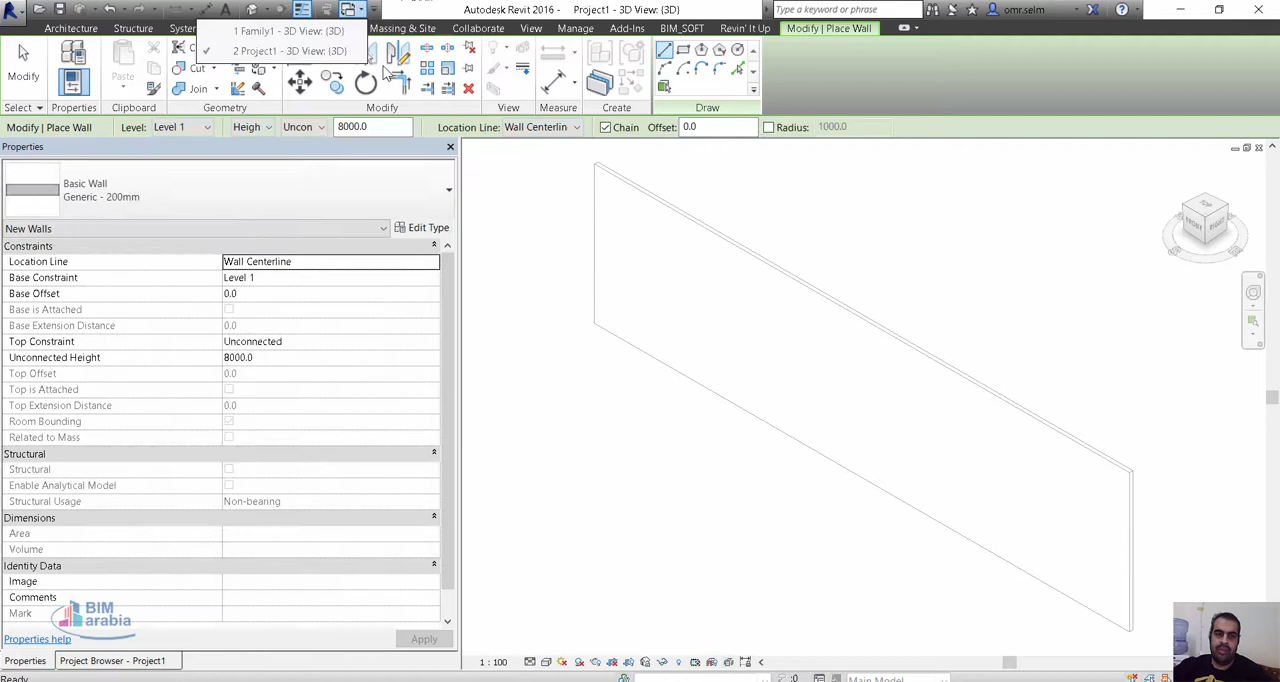 Autodesk Revit 2016 -     Project1 - 3D View: {3D}
Type a keyword or phrase
omr.selm
1 Family1 - 3D View: {3D}
2 Project1 - 3D View: {3D}
Architecture
Structure
Massing & Site
Collaborate
View
Manage
Add-Ins
BIM_SOFT
Revin' It Up
Modify | Place Wall
Modify
Paste
Cut
Join
Select
Properties
Clipboard
Geometry
Modify
View
Measure
Create
Draw
Modify | Place Wall
Level:
Level 1
Heigh
Uncon
8000.0
Location Line:
Wall Centerlin
Chain
Offset:
0.0
Radius:
1000.0
Properties
Basic Wall
Generic - 200mm
New Walls
Edit Type
Constraints
Location Line Wall Centerline
Base Constraint Level 1
Base Offset 0.0
Base is Attached
Base Extension Distance 0.0
Top Constraint Unconnected
Unconnected Height 8000.0
Top Offset 0.0
Top is Attached
Top Extension Distance 0.0
Room Bounding
Related to Mass
Structural
Structural
Enable Analytical Model
Structural Usage Non-bearing
Dimensions
Area
Volume
Identity Data
Image
Comments
Mark
BIM
arabia
Properties help
Apply
Properties
Project Browser - Project1
TOP
FRONT
RIGHT
1 : 100
Ready
:0
Main Model